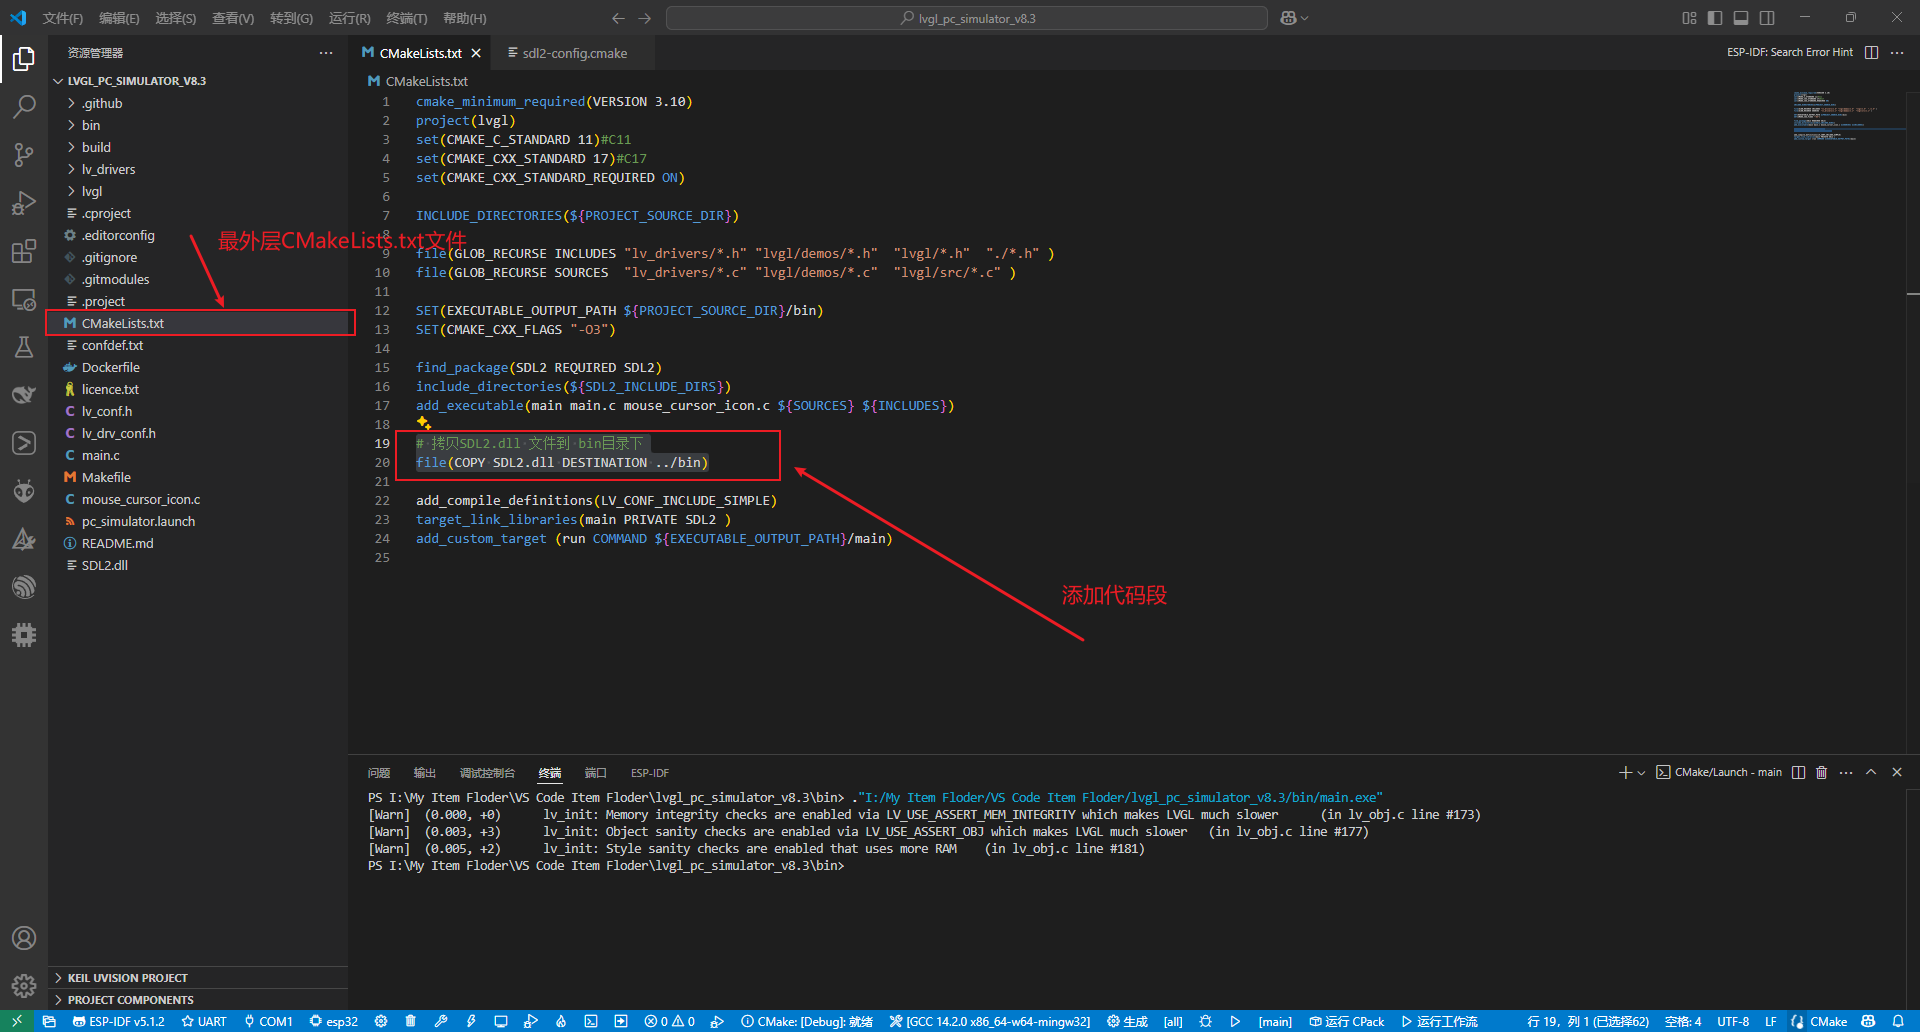 文件(F) 编辑(E) 选择(S) 查看(V) 转到(G) 运行(R) 终端(T) 帮助(H) lvgl_pc_simulator_v8.3
资源管理器
CMakeLists.txt sdl2-config.cmake ESP-IDF: Search Error Hint
LVGL_PC_SIMULATOR_V8.3
.github
bin
build
lv_drivers
lvgl
.cproject
.editorconfig
.gitignore
.gitmodules
.project
CMakeLists.txt
confdef.txt
Dockerfile
licence.txt
lv_conf.h
lv_drv_conf.h
main.c
Makefile
mouse_cursor_icon.c
pc_simulator.launch
README.md
SDL2.dll
KEIL UVISION PROJECT
PROJECT COMPONENTS
最外层CMakeLists.txt文件
CMakeLists.txt
1 cmake_minimum_required(VERSION 3.10)
2 project(lvgl)
3 set(CMAKE_C_STANDARD 11)#C11
4 set(CMAKE_CXX_STANDARD 17)#C17
5 set(CMAKE_CXX_STANDARD_REQUIRED ON)
6
7 INCLUDE_DIRECTORIES(${PROJECT_SOURCE_DIR})
8
9 file(GLOB_RECURSE INCLUDES "lv_drivers/*.h" "lvgl/demos/*.h"  "lvgl/*.h"  "./*.h" )
10 file(GLOB_RECURSE SOURCES  "lv_drivers/*.c" "lvgl/demos/*.c"  "lvgl/src/*.c" )
11
12 SET(EXECUTABLE_OUTPUT_PATH ${PROJECT_SOURCE_DIR}/bin)
13 SET(CMAKE_CXX_FLAGS "-O3")
14
15 find_package(SDL2 REQUIRED SDL2)
16 include_directories(${SDL2_INCLUDE_DIRS})
17 add_executable(main main.c mouse_cursor_icon.c ${SOURCES} ${INCLUDES})
18
19 # 拷贝SDL2.dll 文件到 bin目录下
20 file(COPY SDL2.dll DESTINATION ../bin)
21
22 add_compile_definitions(LV_CONF_INCLUDE_SIMPLE)
23 target_link_libraries(main PRIVATE SDL2 )
24 add_custom_target (run COMMAND ${EXECUTABLE_OUTPUT_PATH}/main)
25
添加代码段
问题 输出 调试控制台 终端 端口 ESP-IDF CMake/Launch - main
PS I:\My Item Floder\VS Code Item Floder\lvgl_pc_simulator_v8.3\bin> ."I:/My Item Floder/VS Code Item Floder/lvgl_pc_simulator_v8.3/bin/main.exe"
[Warn]  (0.000, +0)      lv_init: Memory integrity checks are enabled via LV_USE_ASSERT_MEM_INTEGRITY which makes LVGL much slower      (in lv_obj.c line #173)
[Warn]  (0.003, +3)      lv_init: Object sanity checks are enabled via LV_USE_ASSERT_OBJ which makes LVGL much slower   (in lv_obj.c line #177)
[Warn]  (0.005, +2)      lv_init: Style sanity checks are enabled that uses more RAM    (in lv_obj.c line #181)
PS I:\My Item Floder\VS Code Item Floder\lvgl_pc_simulator_v8.3\bin>
ESP-IDF v5.1.2 UART COM1 esp32 0 0 CMake: [Debug]: 就绪 [GCC 14.2.0 x86_64-w64-mingw32] 生成 [all] [main] 运行 CPack 运行工作流 行 19，列 1 (已选择62) 空格: 4 UTF-8 LF CMake